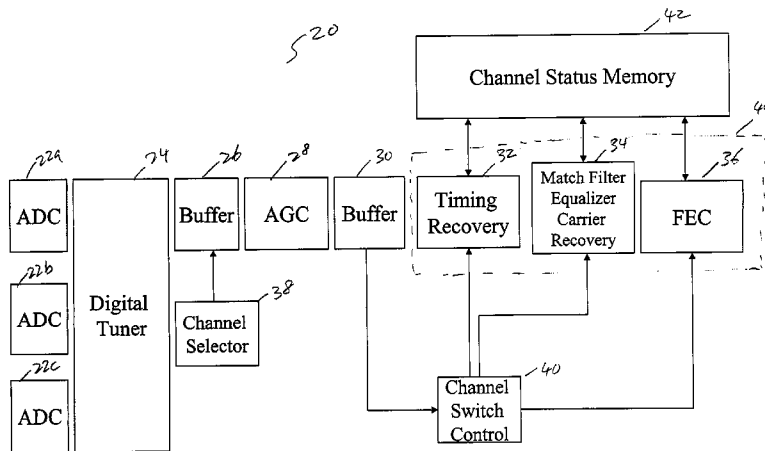 20
42
Channel Status Memory
22a
24
26
28
30
32
34
36
ADC
Buffer
AGC
Buffer
Timing
Recovery
Match Filter
Equalizer
Carrier
Recovery
FEC
22b
ADC
Digital
Tuner
38
Channel
Selector
22c
ADC
40
Channel
Switch
Control